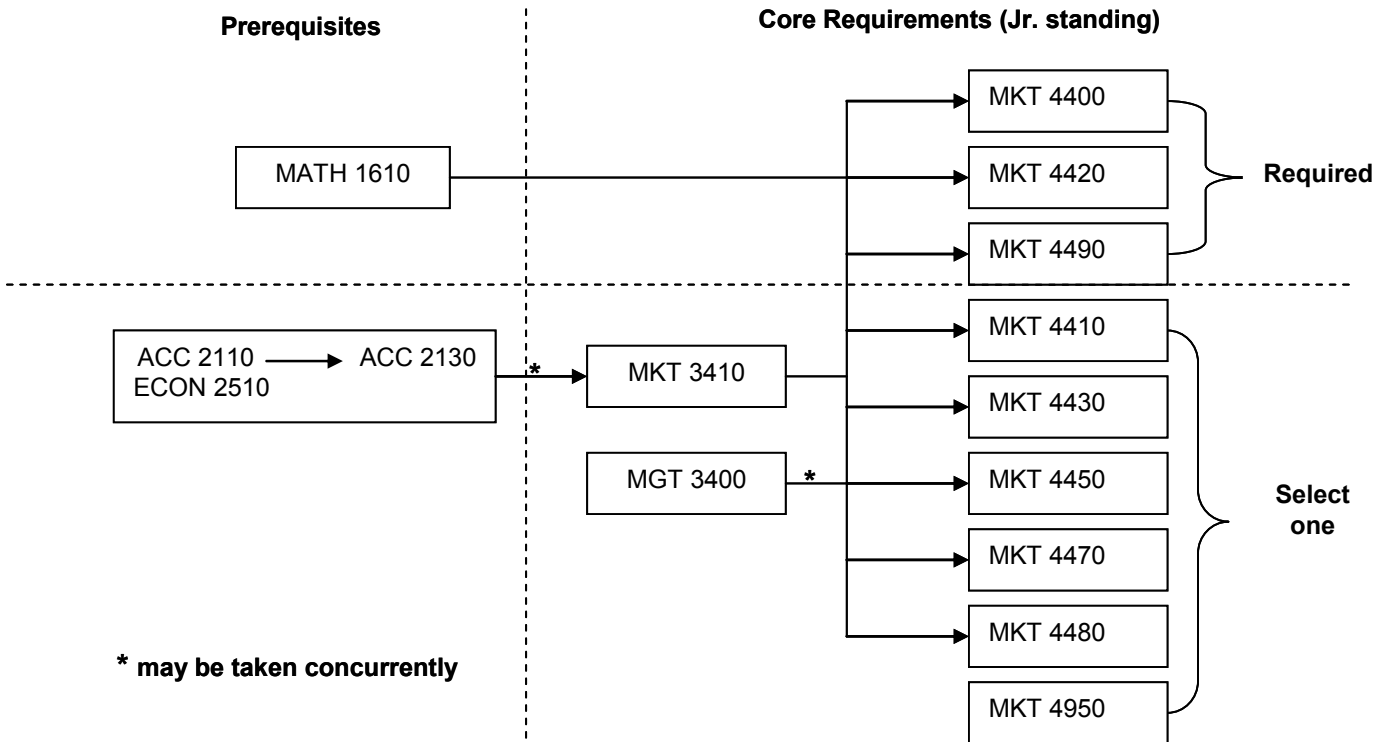 Prerequisites
Core Requirements (Jr. standing)
MKT 4400
MATH 1610
MKT 4420
Required
MKT 4490
ACC 2110 ACC 2130
ECON 2510
*
MKT 3410
MKT 4410
MKT 4430
MGT 3400
*
MKT 4450
Select
one
MKT 4470
MKT 4480
* may be taken concurrently
MKT 4950